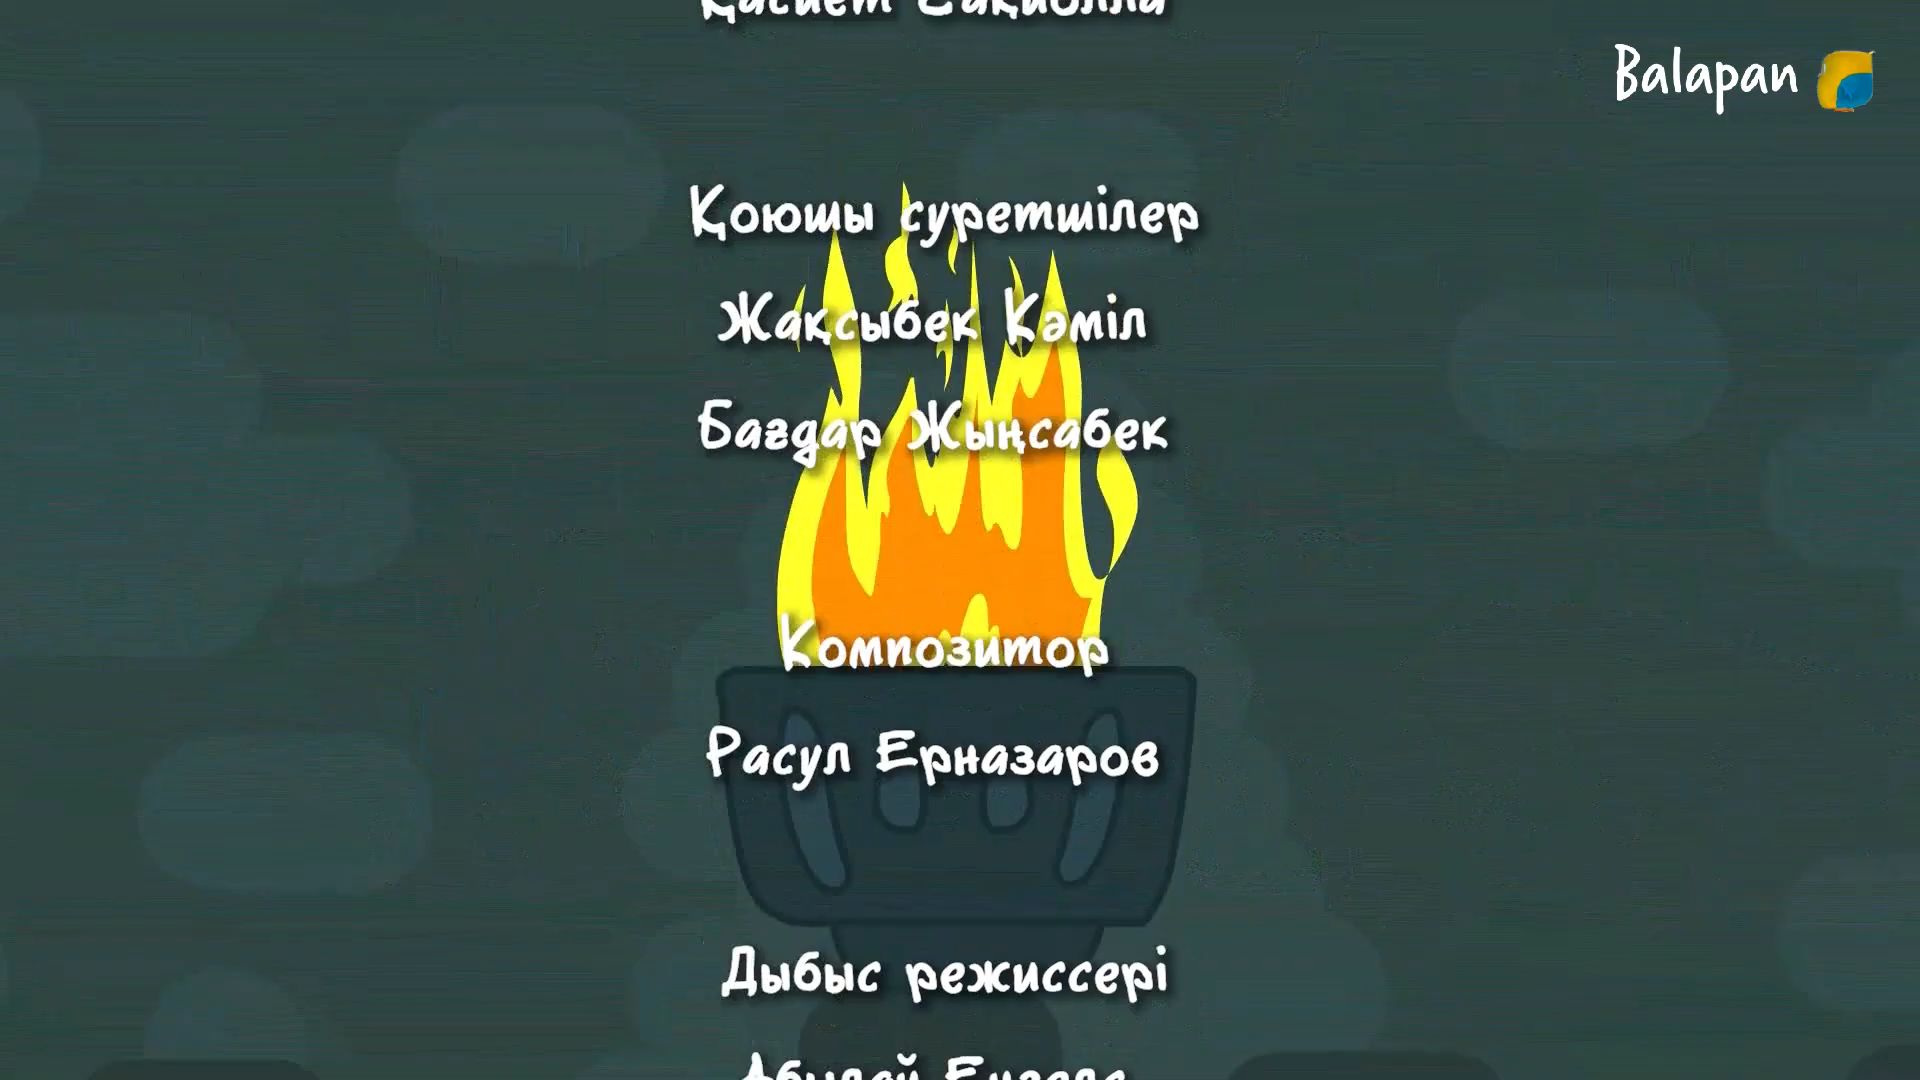 Balapan
Қоюшы суретшілер
Жақсыбек Кәміл
Бағдар Жыңсабек
Композитор
Расул Ерназаров
Дыбыс режиссері